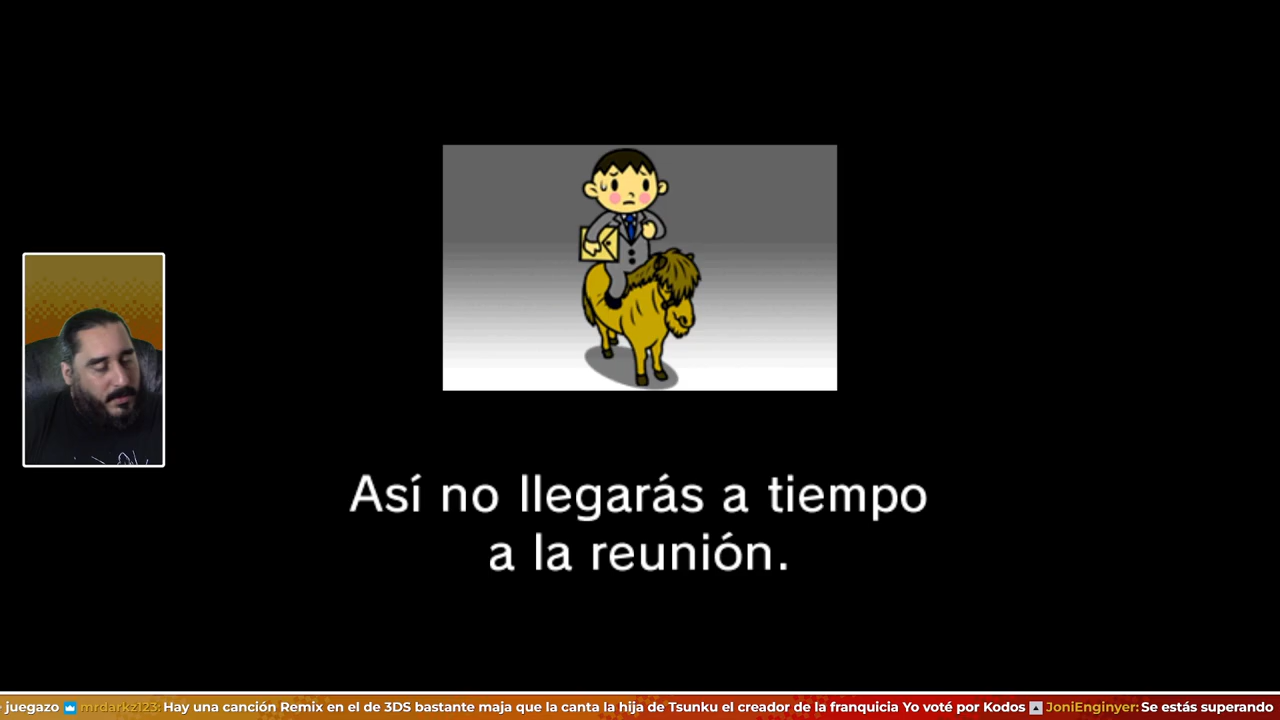 Así no llegarás a tiempo
a la reunión.
juegazo mrdarkz123: Hay una canción Remix en el de 3DS bastante maja que la canta la hija de Tsunku el creador de la franquicia Yo voté por Kodos JoniEnginyer: Se estás superando